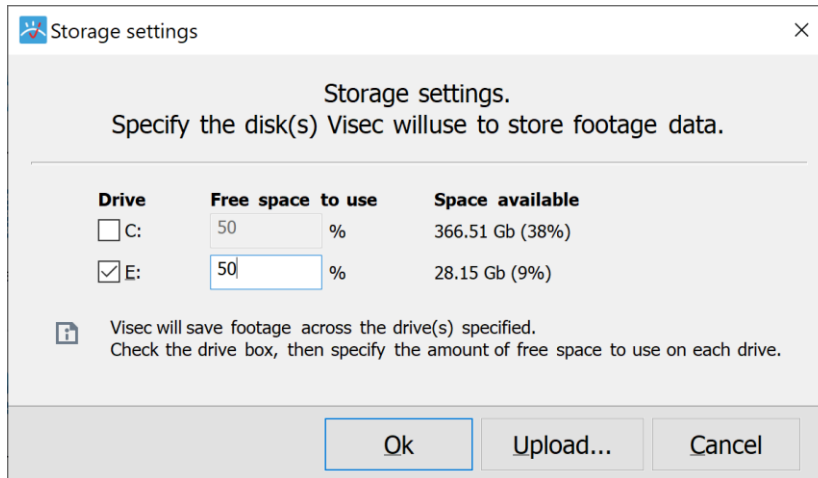 Storage settings
Storage settings.
Specify the disk(s) Visec willuse to store footage data.
Drive Free space to use Space available
C: 50 % 366.51 Gb (38%)
E: 50 % 28.15 Gb (9%)
Visec will save footage across the drive(s) specified.
Check the drive box, then specify the amount of free space to use on each drive.
Ok Upload... Cancel